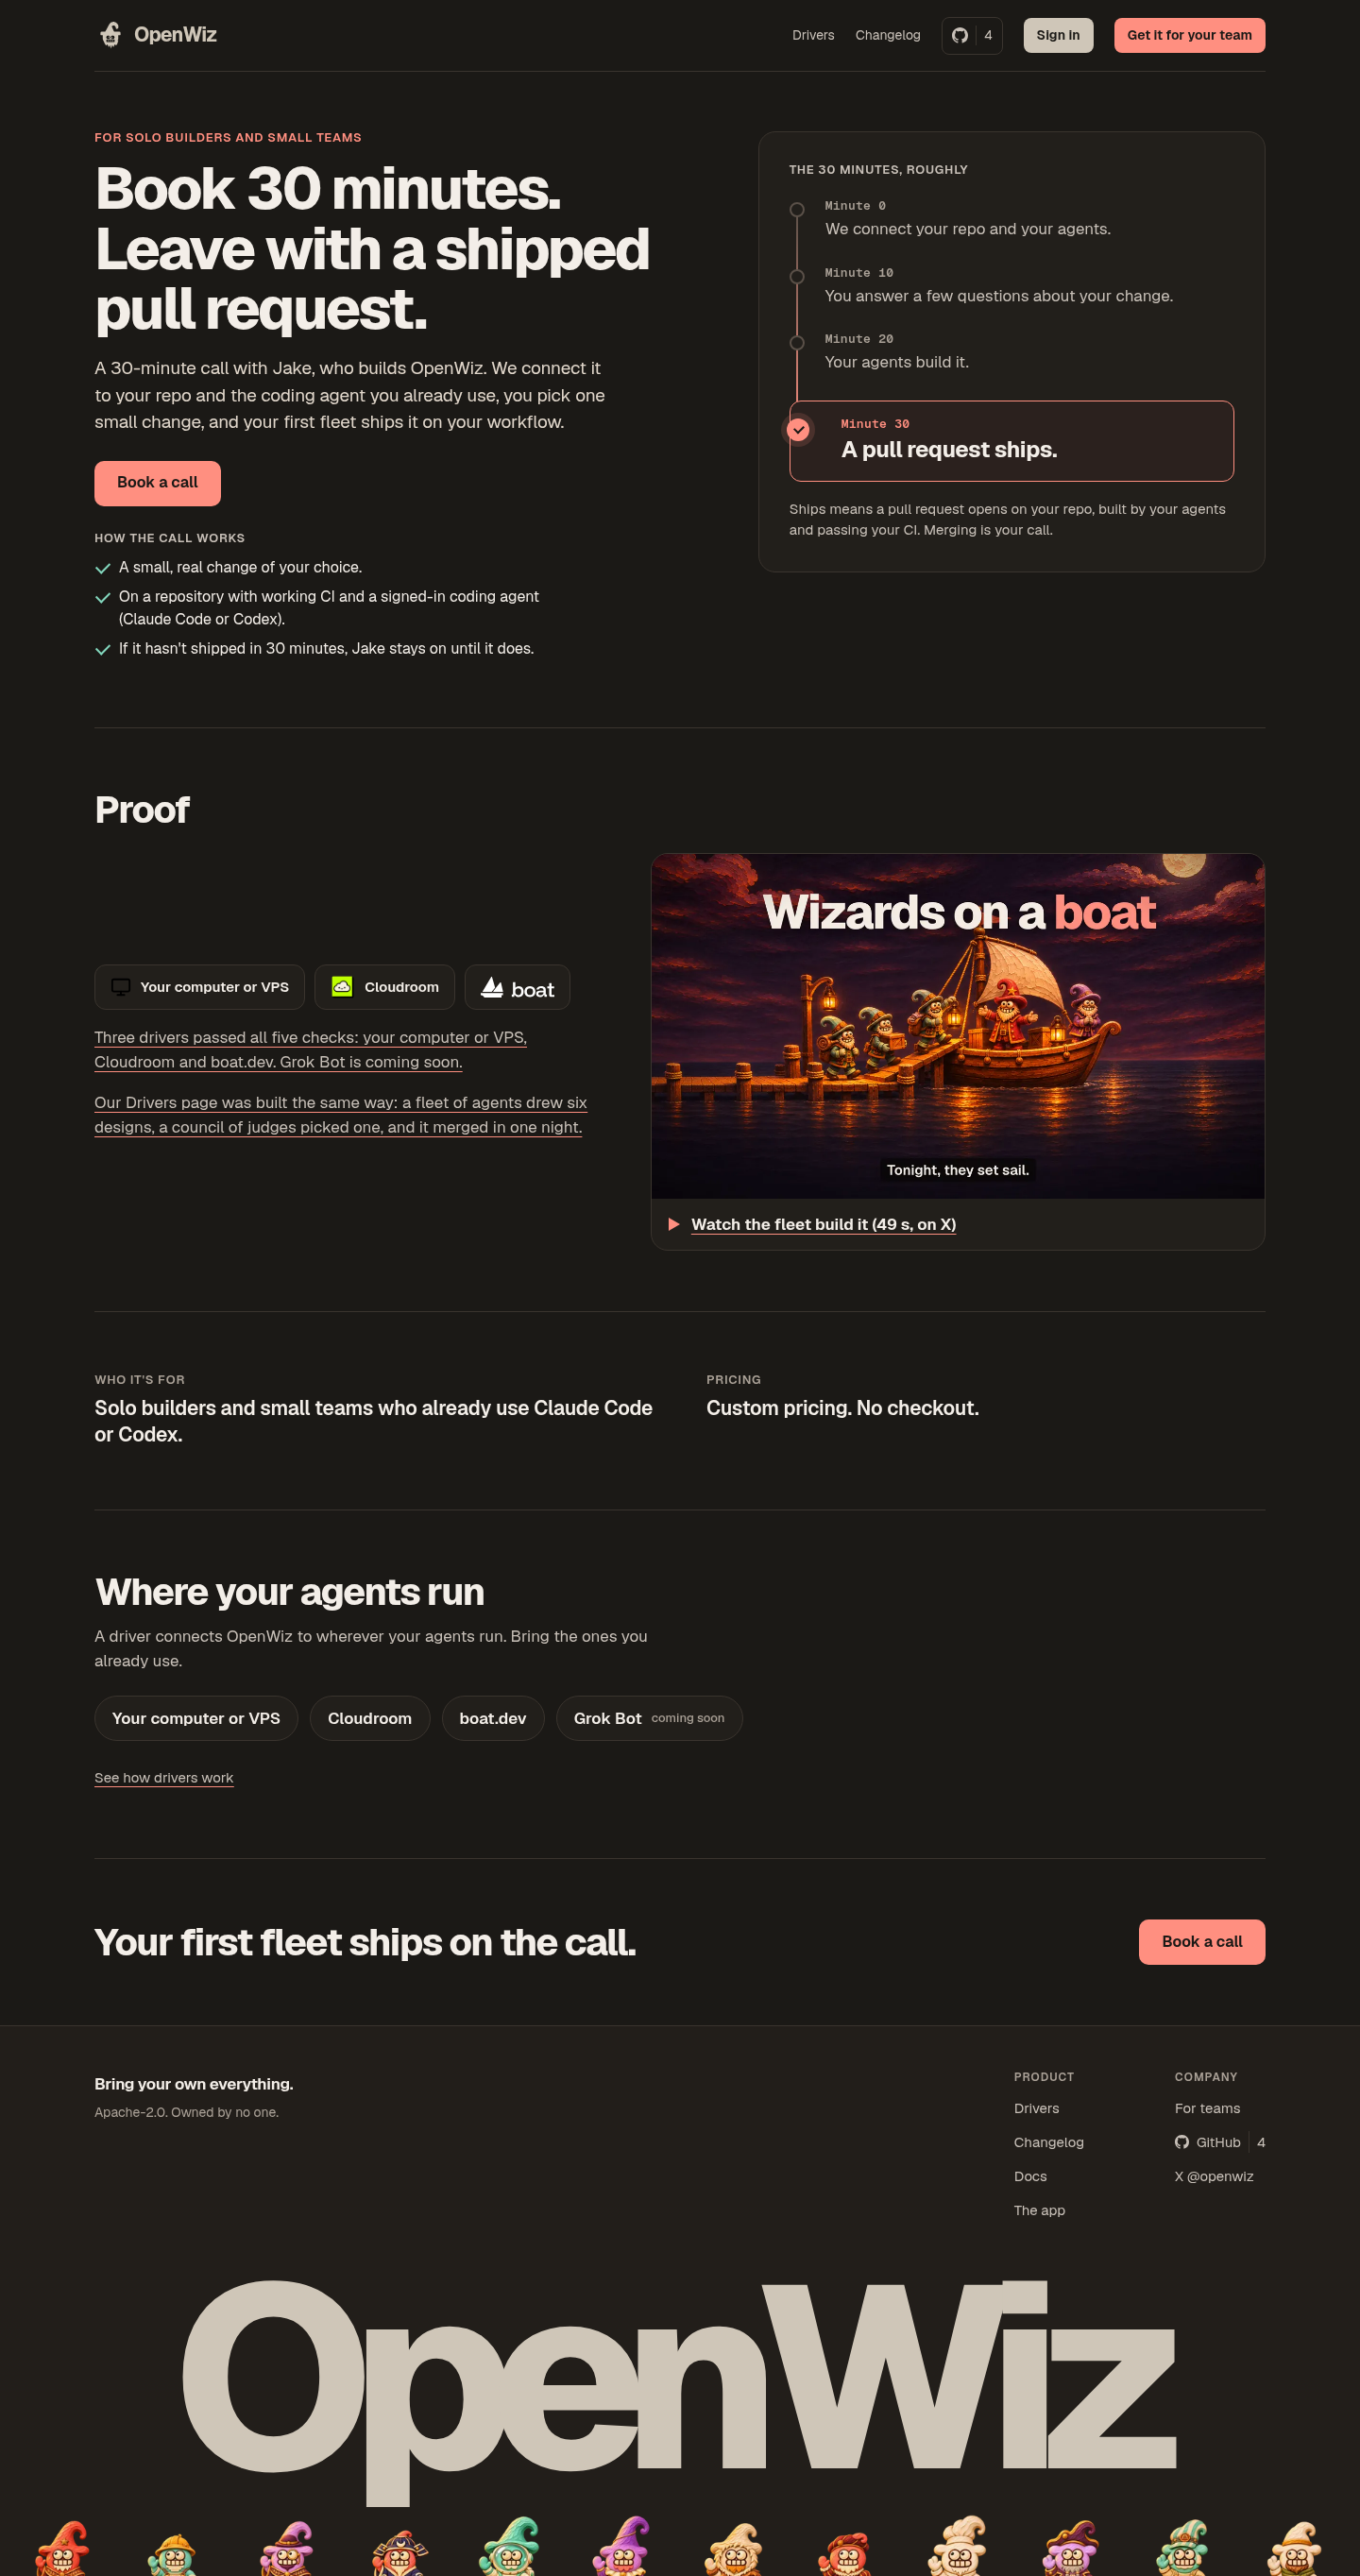 OpenWiz
Drivers
Changelog
4
Sign in
Get it for your team
FOR SOLO BUILDERS AND SMALL TEAMS
Book 30 minutes.
Leave with a shipped
pull request.
A 30-minute call with Jake, who builds OpenWiz. We connect it
to your repo and the coding agent you already use, you pick one
small change, and your first fleet ships it on your workflow.
Book a call
HOW THE CALL WORKS
A small, real change of your choice.
On a repository with working CI and a signed-in coding agent
(Claude Code or Codex).
If it hasn't shipped in 30 minutes, Jake stays on until it does.
THE 30 MINUTES, ROUGHLY
Minute 0
We connect your repo and your agents.
Minute 10
You answer a few questions about your change.
Minute 20
Your agents build it.
Minute 30
A pull request ships.
Ships means a pull request opens on your repo, built by your agents
and passing your CI. Merging is your call.
Proof
Your computer or VPS
Cloudroom
boat
Three drivers passed all five checks: your computer or VPS,
Cloudroom and boat.dev. Grok Bot is coming soon.
Our Drivers page was built the same way: a fleet of agents drew six
designs, a council of judges picked one, and it merged in one night.
Wizards on a boat
Tonight, they set sail.
Watch the fleet build it (49 s, on X)
WHO IT'S FOR
Solo builders and small teams who already use Claude Code
or Codex.
PRICING
Custom pricing. No checkout.
Where your agents run
A driver connects OpenWiz to wherever your agents run. Bring the ones you
already use.
Your computer or VPS
Cloudroom
boat.dev
Grok Bot coming soon
See how drivers work
Your first fleet ships on the call.
Book a call
Bring your own everything.
Apache-2.0. Owned by no one.
PRODUCT
Drivers
Changelog
Docs
The app
COMPANY
For teams
GitHub 4
X @openwiz
OpenWiz